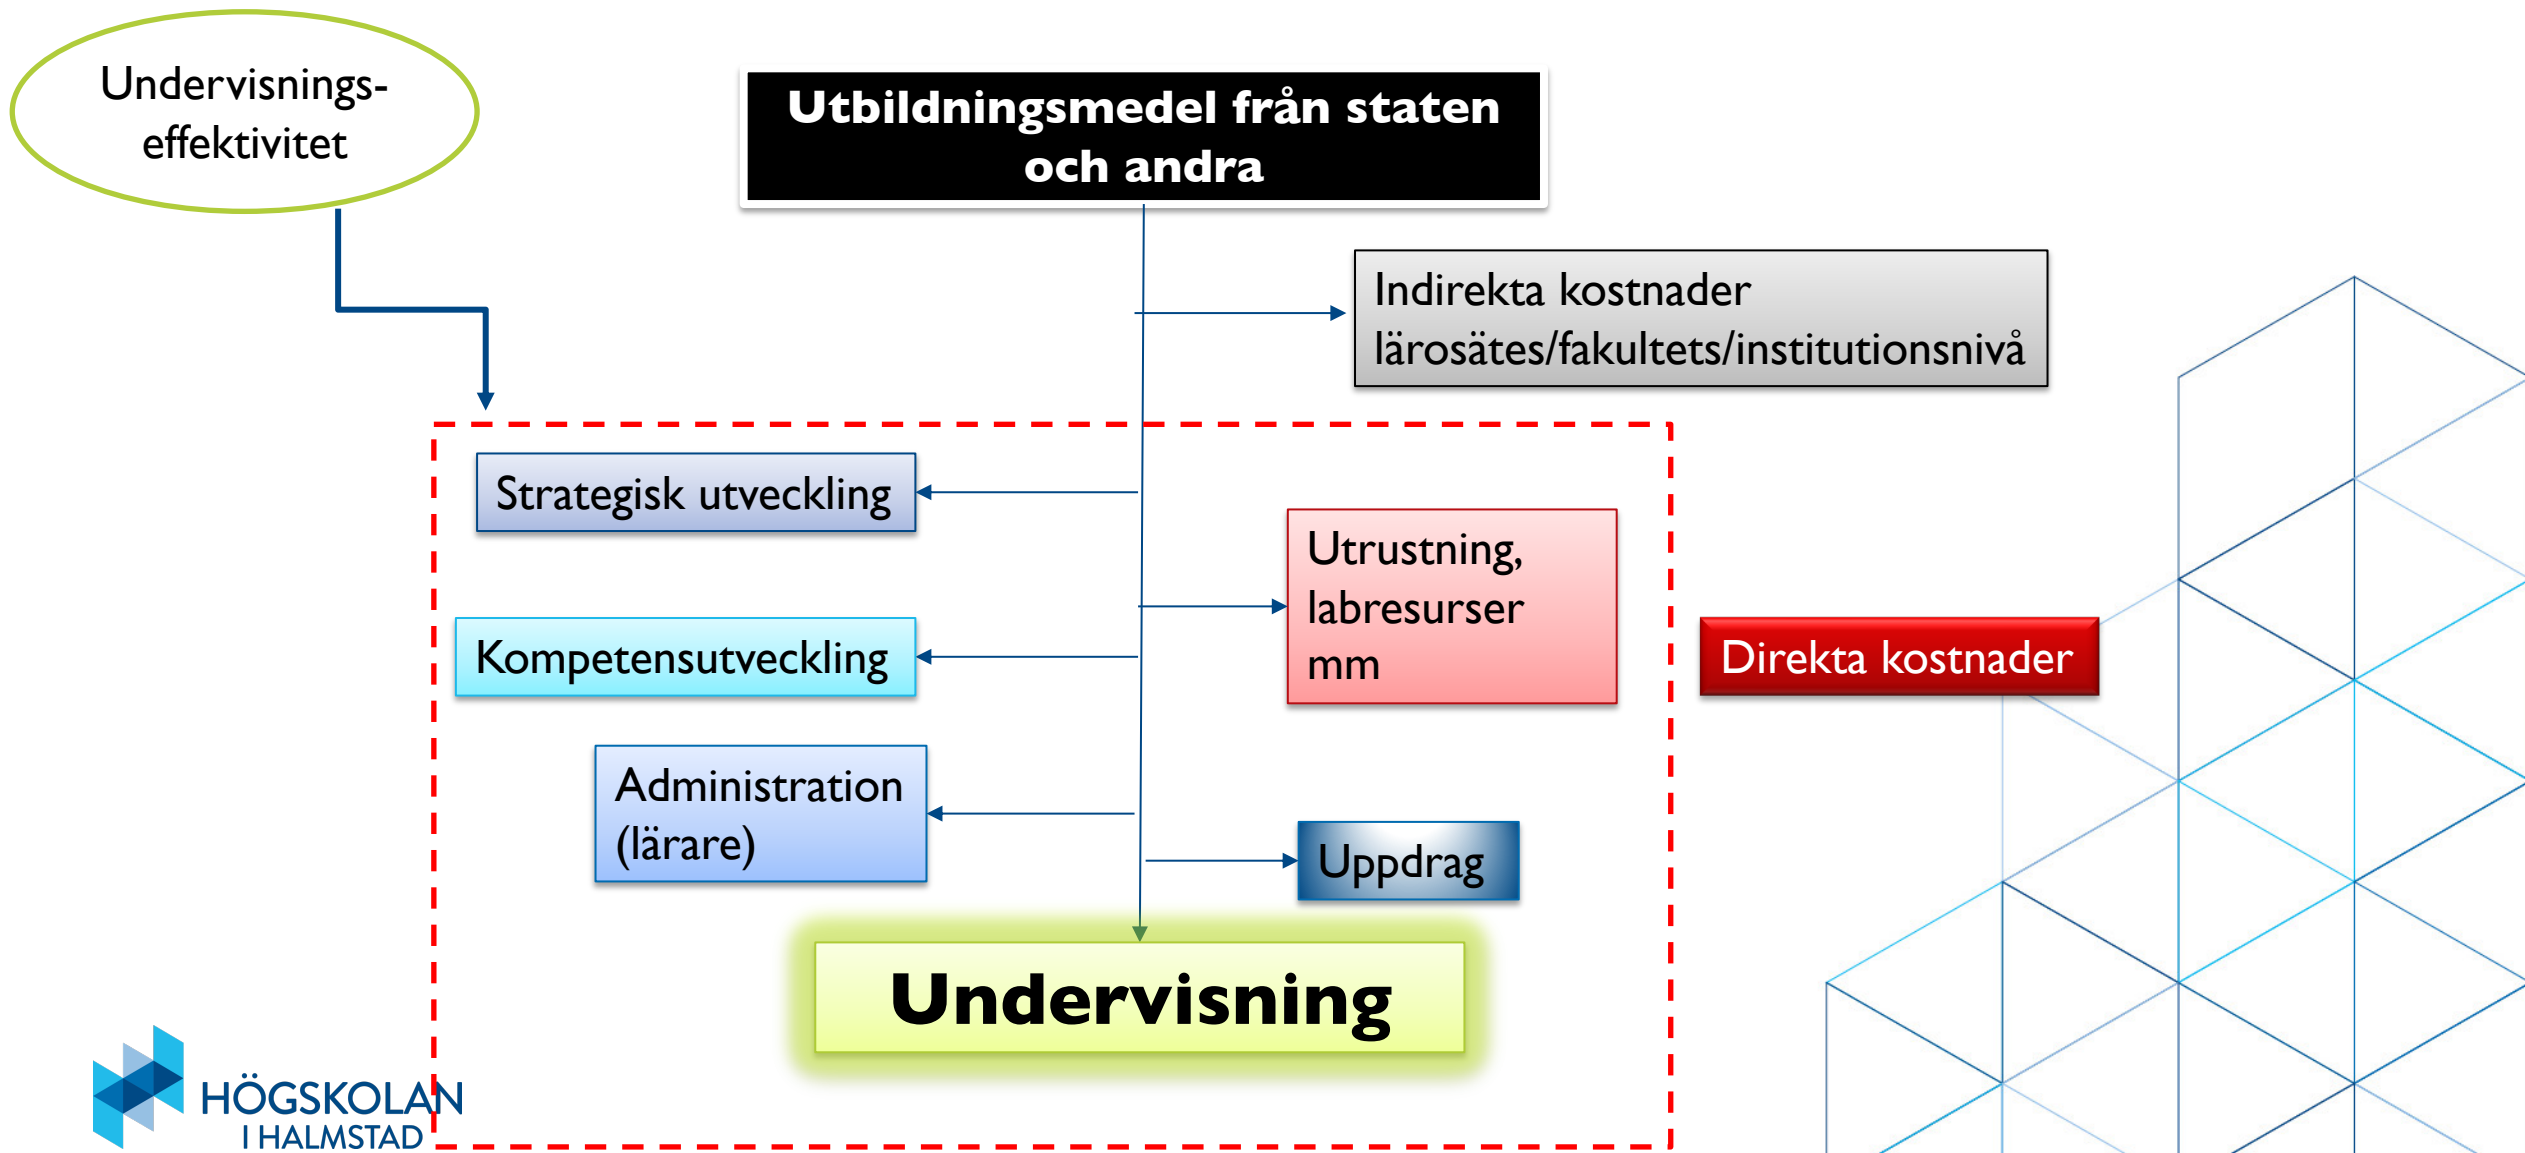 Undervisnings-
effektivitet
Utbildningsmedel från staten
och andra
Indirekta kostnader
lärosätes/fakultets/institutionsnivå
Strategisk utveckling
Utrustning,
labresurser
mm
Kompetensutveckling
Direkta kostnader
Administration
(lärare)
Uppdrag
Undervisning
HÖGSKOLAN
I HALMSTAD